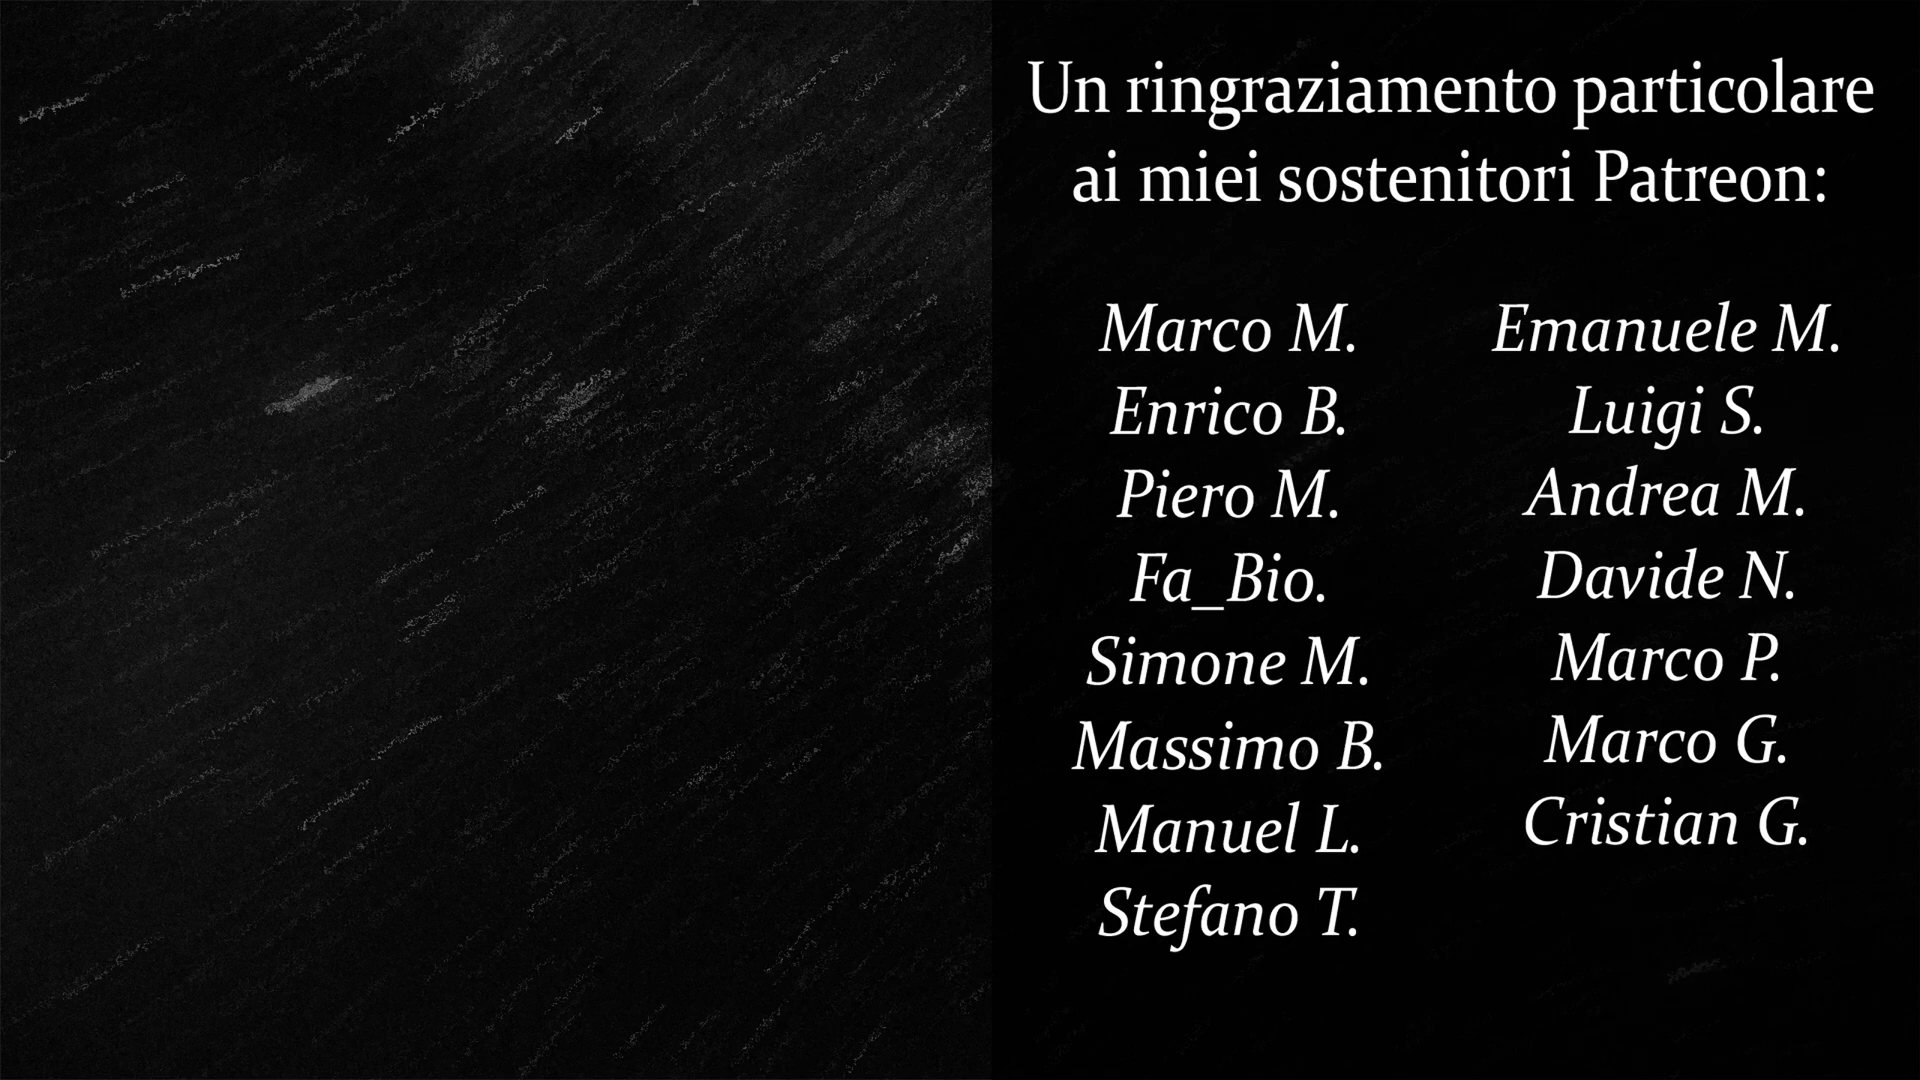 Un ringraziamento particolare
ai miei sostenitori Patreon:
Marco M.
Enrico B.
Piero M.
Fa_Bio.
Simone M.
Massimo B.
Manuel L.
Stefano T.
Emanuele M.
Luigi S.
Andrea M.
Davide N.
Marco P.
Marco G.
Cristian G.